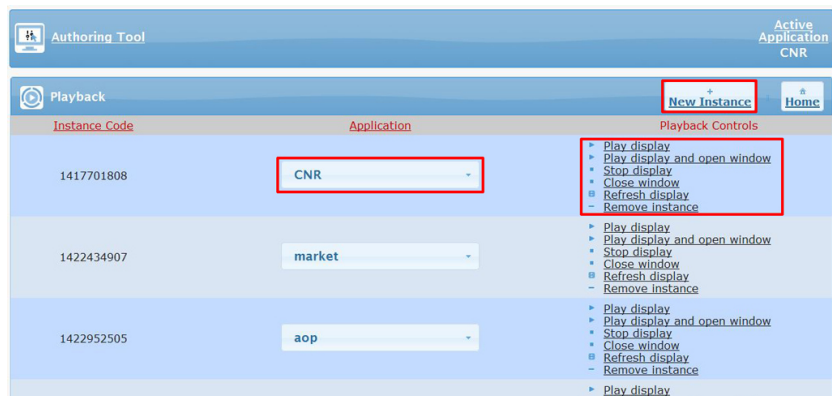 Authoring Tool
Active
Application
CNR
Playback
New Instance
Home
Instance Code
Application
Playback Controls
1417701808
CNR
Play display
Play display and open window
Stop display
Close window
Refresh display
Remove instance
1422434907
market
Play display
Play display and open window
Stop display
Close window
Refresh display
Remove instance
1422952505
aop
Play display
Play display and open window
Stop display
Close window
Refresh display
Remove instance
Play display